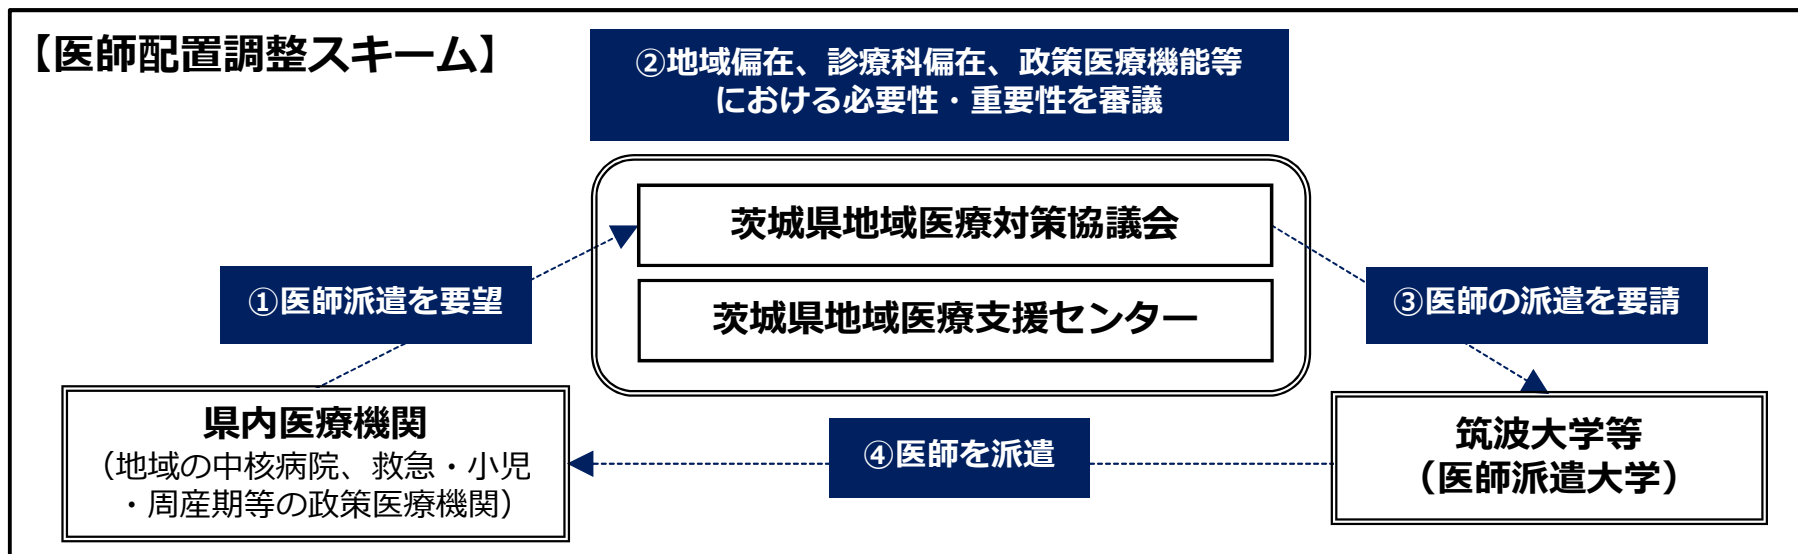 【医師配置調整スキーム】
②地域偏在、診療科偏在、政策医療機能等
における必要性・重要性を審議
茨城県地域医療対策協議会
茨城県地域医療支援センター
①医師派遣を要望
③医師の派遣を要請
県内医療機関
（地域の中核病院、救急・小児
・周産期等の政策医療機関）
④医師を派遣
筑波大学等
（医師派遣大学）